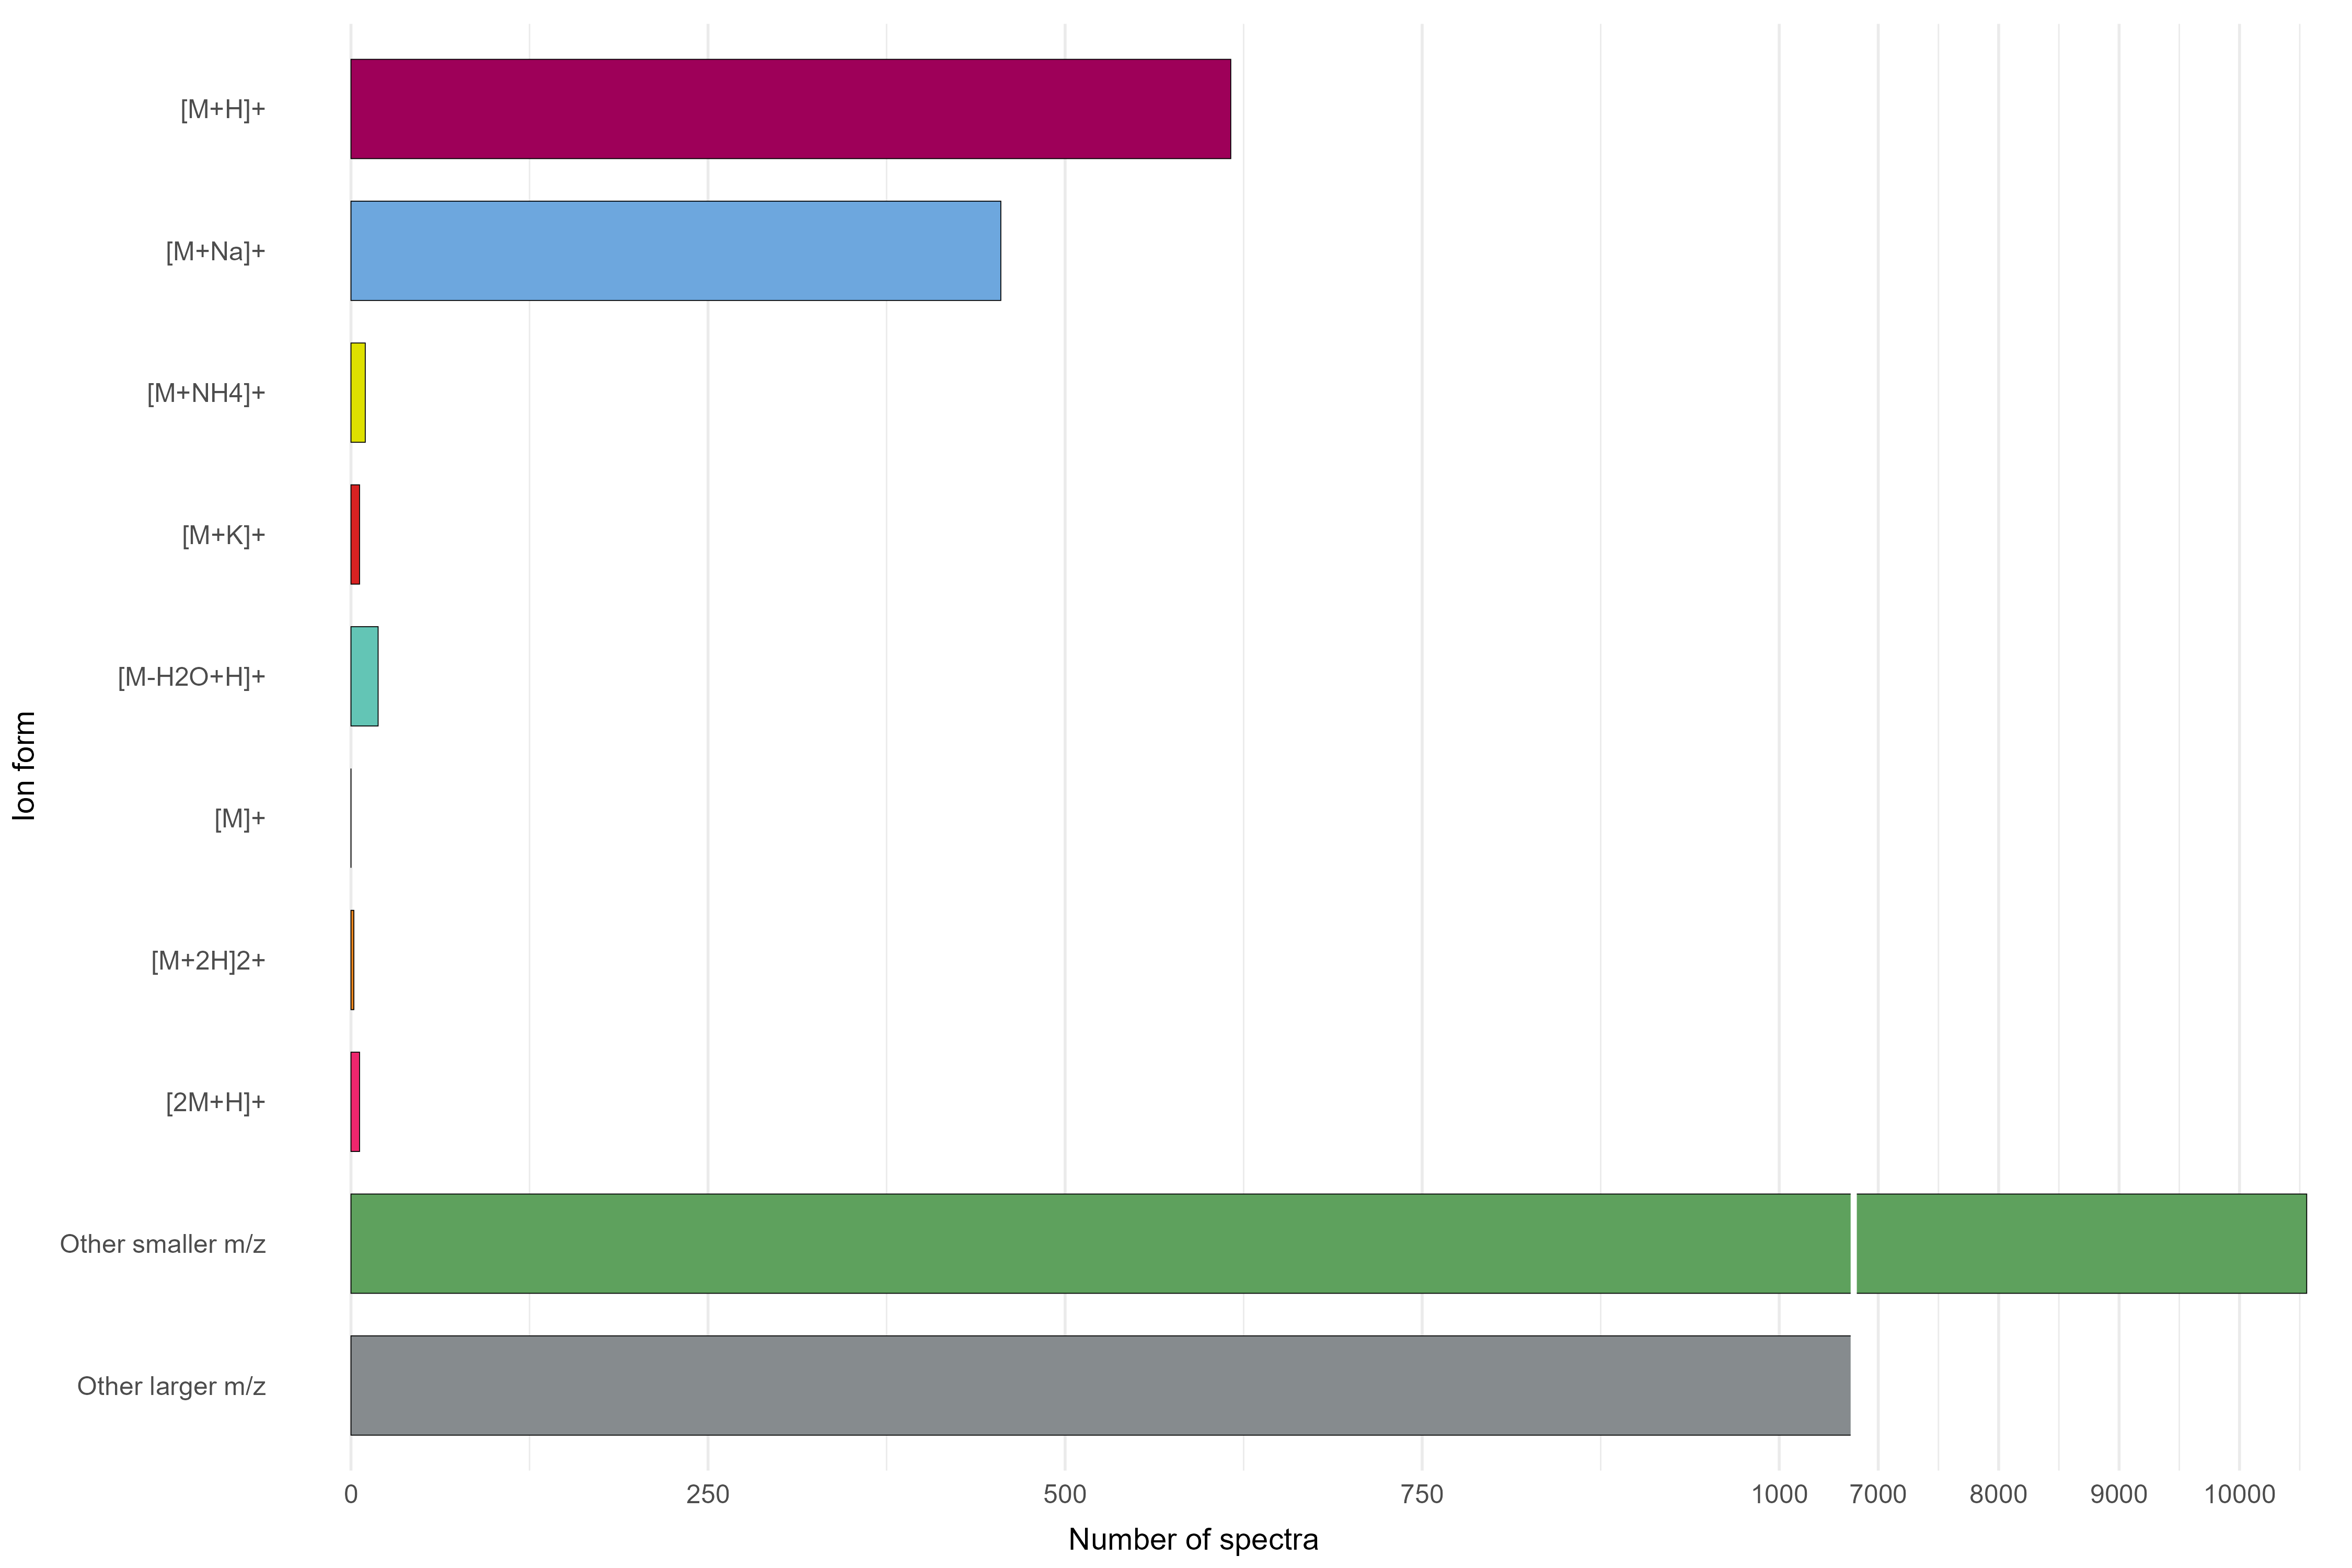 [M+H]+
[M+Na]+
[M+NH4]+
[M+K]+
[M-H2O+H]+
[M]+
[M+2H]2+
[2M+H]+
Other smaller m/z
Other larger m/z
Ion form
0 250 500 750 1000 7000 8000 9000 10000
Number of spectra